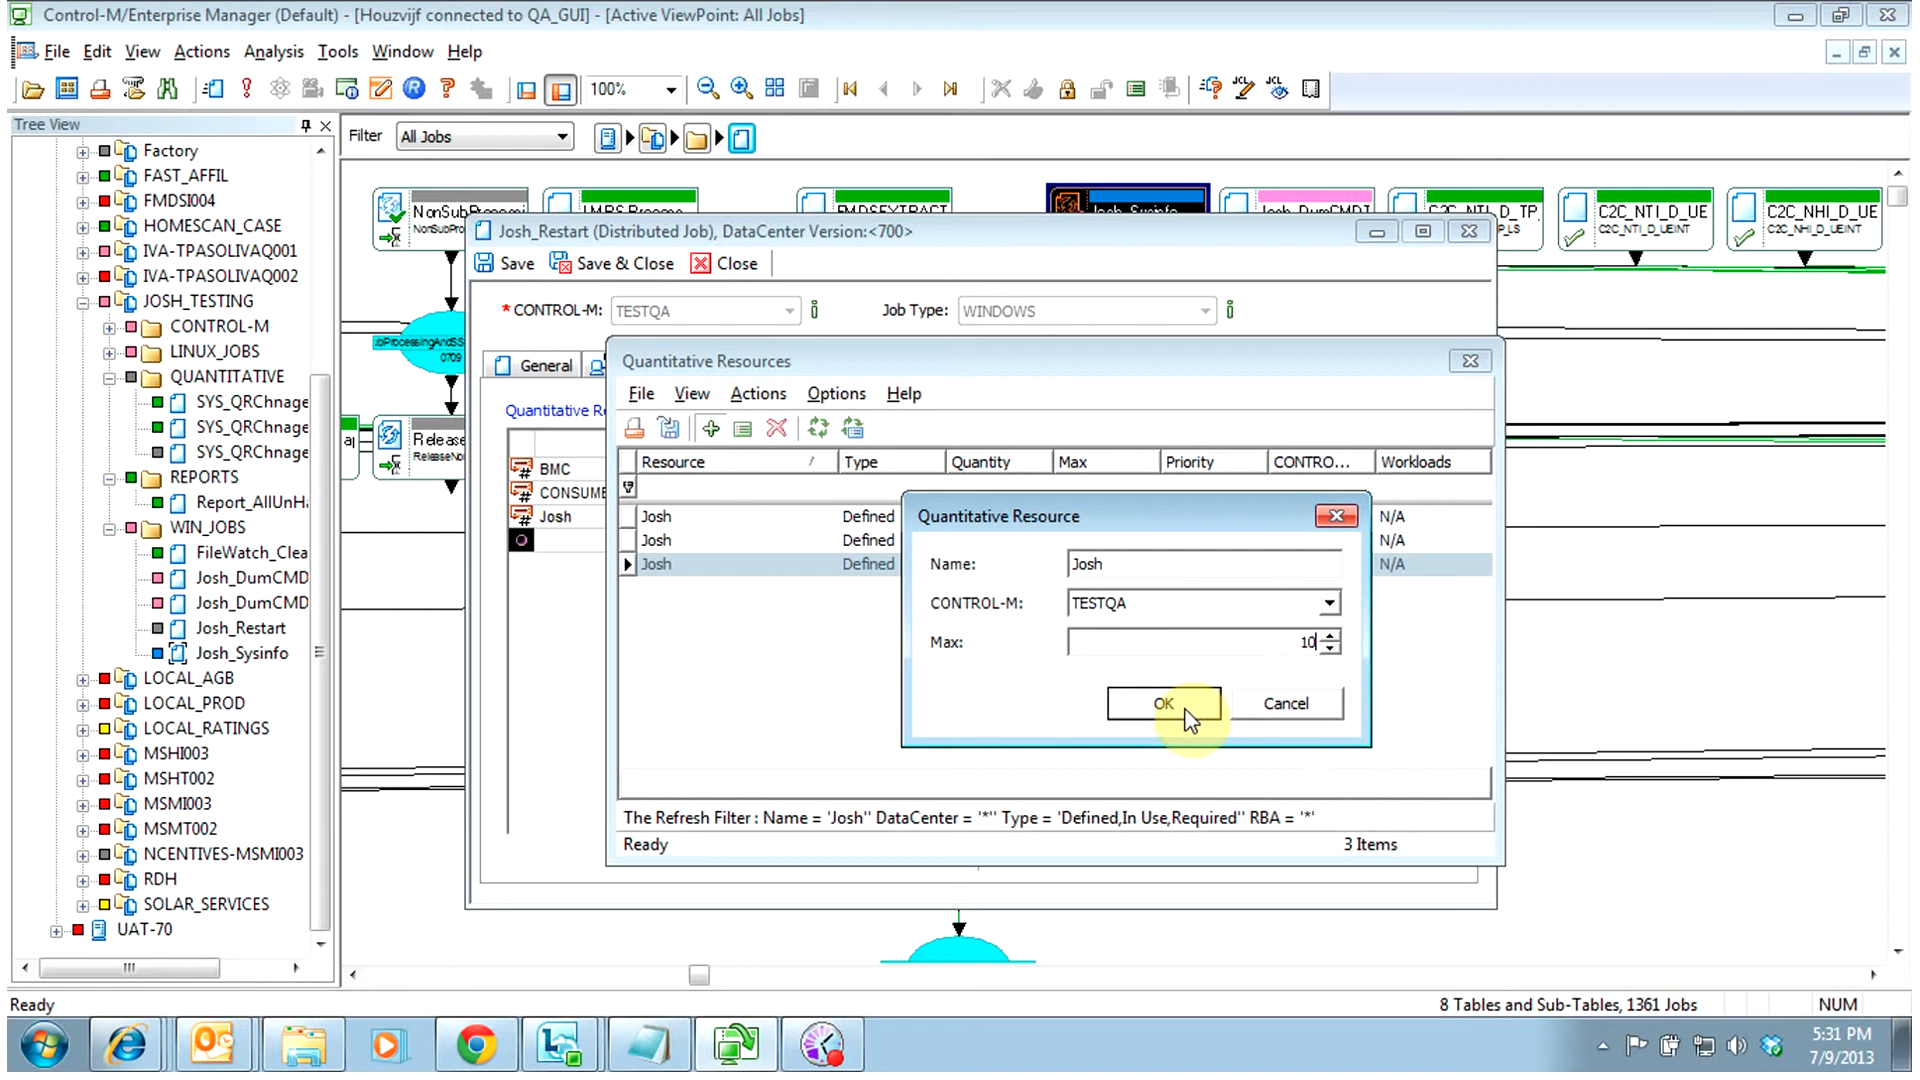 Control-M/Enterprise Manager (Default) - [Houzvijf connected to QA_GUI] - [Active ViewPoint: All Jobs]
File Edit View Actions Analysis Tools Window Help
100%
Tree View
Filter All Jobs
Factory
FAST_AFFIL
FMDSI004
HOMESCAN_CASE
IVA-TPASOLIVAQ001
IVA-TPASOLIVAQ002
JOSH_TESTING
CONTROL-M
LINUX_JOBS
QUANTITATIVE
SYS_QRChnage
SYS_QRChnage
SYS_QRChnage
REPORTS
Report_AllUnHa
WIN_JOBS
FileWatch_Clea
Josh_DumCMD
Josh_DumCMD
Josh_Restart
Josh_Sysinfo
LOCAL_AGB
LOCAL_PROD
LOCAL_RATINGS
MSHI003
MSHT002
MSMI003
MSMT002
NCENTIVES-MSMI003
RDH
SOLAR_SERVICES
UAT-70
C2C_NTI_D_UE
C2C_NTI_D_UEINT
C2C_NHI_D_UE
C2C_NHI_D_UEINT
0709
Josh_Restart (Distributed Job), DataCenter Version:<700>
Save Save & Close Close
* CONTROL-M: TESTQA Job Type: WINDOWS
General
Quantitative Re
BMC
CONSUME
Josh
Quantitative Resources
File View Actions Options Help
Resource Type Quantity Max Priority CONTRO... Workloads
Josh Defined N/A
Josh Defined N/A
Josh Defined N/A
Quantitative Resource
Name: Josh
CONTROL-M: TESTQA
Max: 10
OK Cancel
The Refresh Filter : Name = 'Josh'' DataCenter = '*'' Type = 'Defined,In Use,Required'' RBA = '*'
Ready 3 Items
Ready 8 Tables and Sub-Tables, 1361 Jobs NUM
5:31 PM
7/9/2013